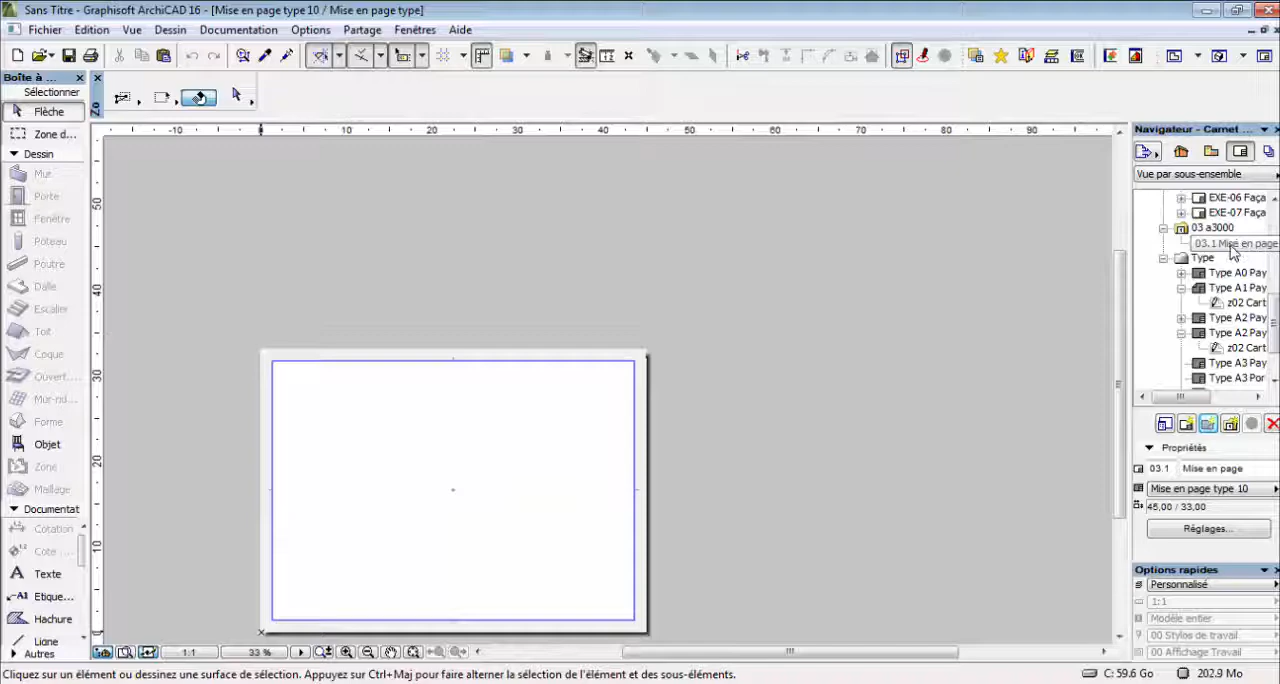 Sans Titre - Graphisoft ArchiCAD 16 - [Mise en page type 10 / Mise en page type]
Fichier Edition Vue Dessin Documentation Options Partage Fenêtres Aide
Boîte à ...
Sélectionner
Flèche
Zone d...
Dessin
Mur
Porte
Fenêtre
Poteau
Poutre
Dalle
Escalier
Toit
Coque
Ouvert...
Mur-rid...
Forme
Objet
Zone
Maillage
Documentat
Cotation
Cote ...
Texte
Etique...
Hachure
Ligne
Autres
-10 0 10 20 30 40 50 60 70 80 90
50
40
30
20
10
Navigateur - Carnet ...
Vue par sous-ensemble
EXE-06 Faça
EXE-07 Faça
03 a3000
03.1 Mise en page
Type
Type A0 Pay
Type A1 Pay
z02 Cart
Type A2 Pay
Type A2 Pay
z02 Cart
Type A3 Pay
Type A3 Por
Propriétés
03.1 Mise en page
Mise en page type 10
45,00 / 33,00
Réglages...
Options rapides
Personnalisé
1:1
Modèle entier
00 Stylos de travail
00 Affichage Travail
1:1 33 %
Cliquez sur un élément ou dessinez une surface de sélection. Appuyez sur Ctrl+Maj pour faire alterner la sélection de l'élément et des sous-éléments.
C: 59.6 Go 202.9 Mo